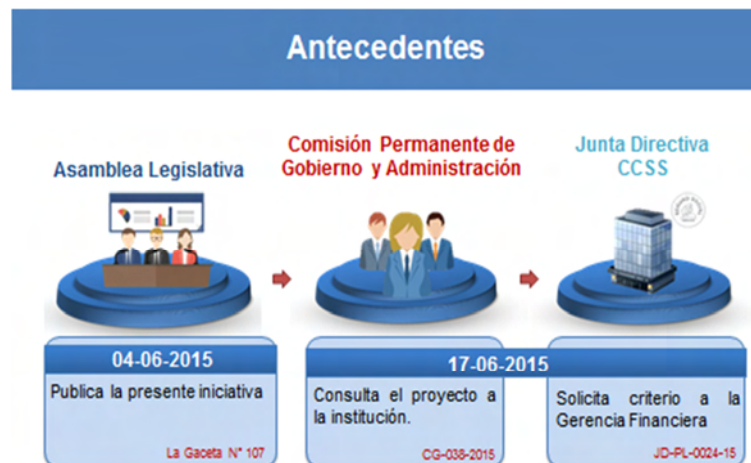 Antecedentes
Asamblea Legislativa
Comisión Permanente de
Gobierno y Administración
Junta Directiva
CCSS
04-06-2015
Publica la presente iniciativa
La Gaceta N° 107
17-06-2015
Consulta el proyecto a
la institución.
CG-038-2015
Solicita criterio a la
Gerencia Financiera
JD-PL-0024-15